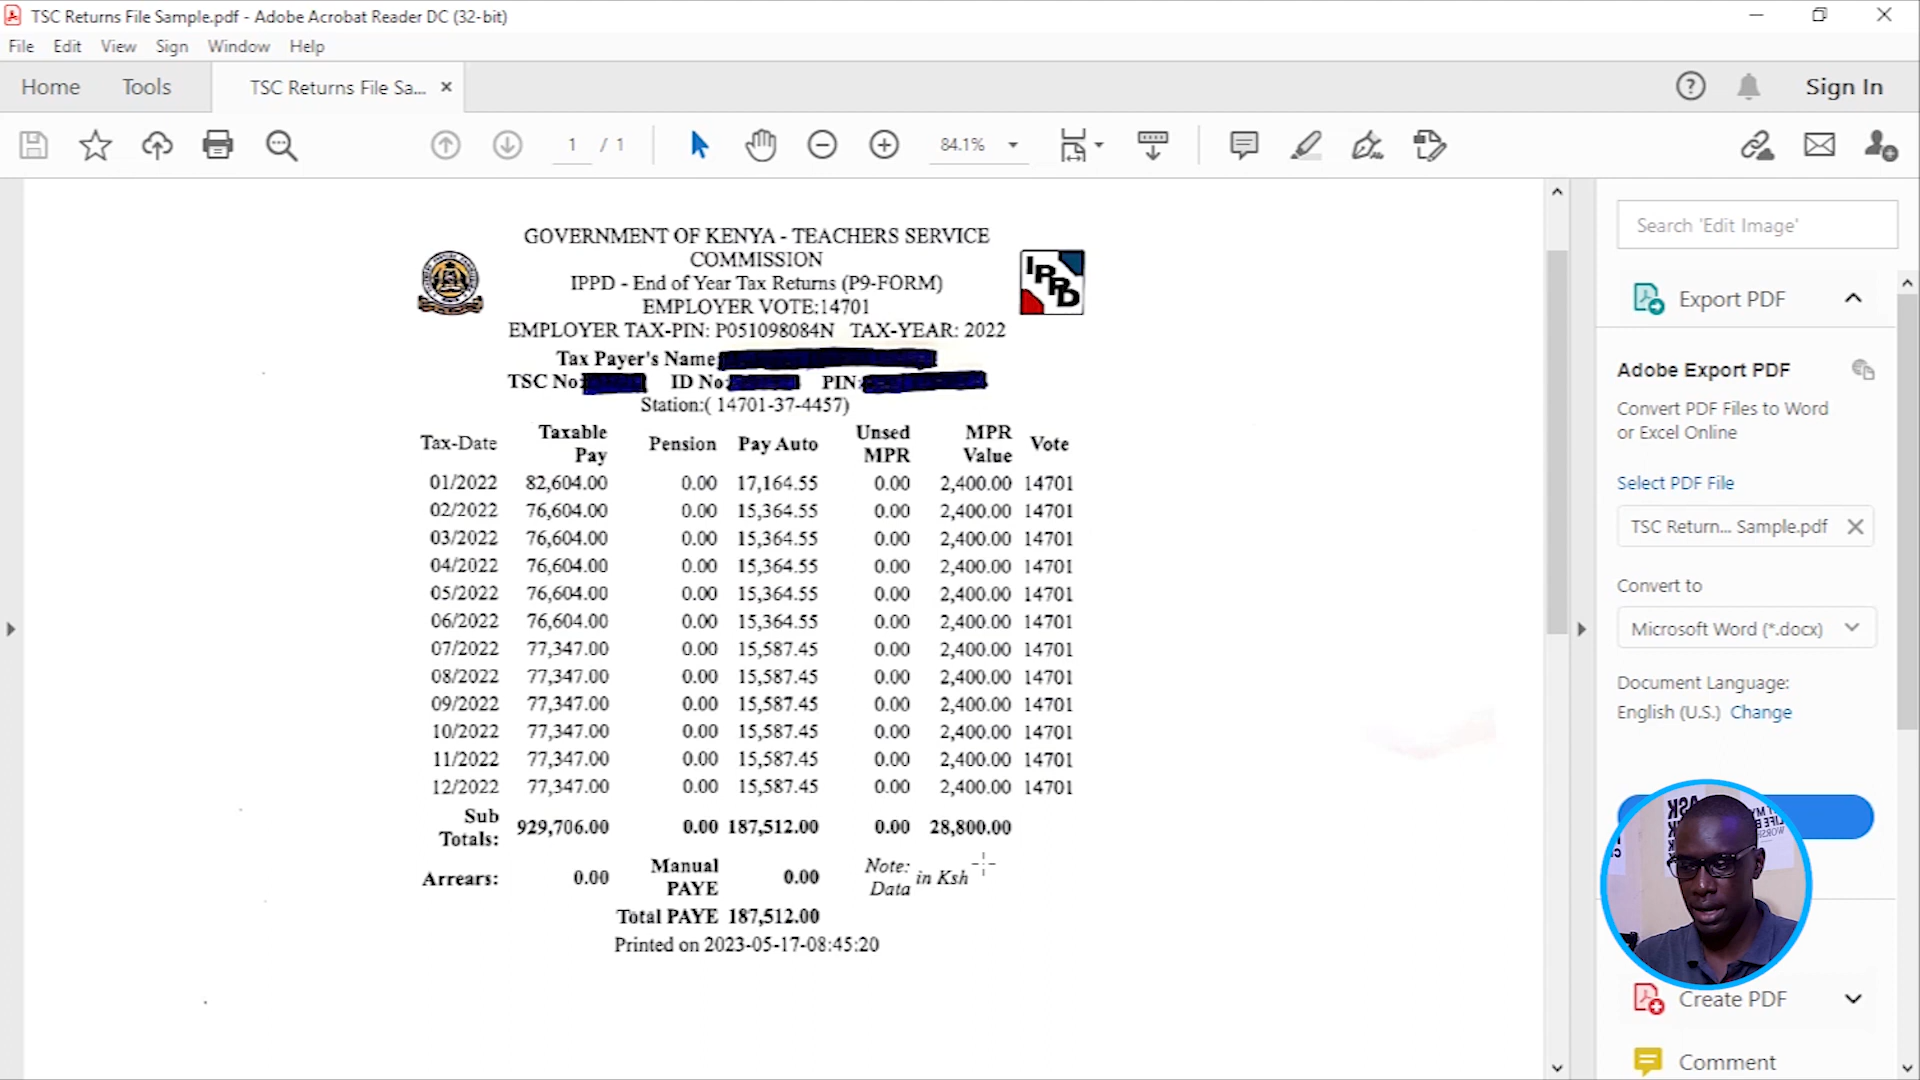 TSC Returns File Sample.pdf - Adobe Acrobat Reader DC (32-bit)
File Edit View Sign Window Help
Home Tools TSC Returns File Sa... Sign In
1 / 1 84.1%
GOVERNMENT OF KENYA - TEACHERS SERVICE
COMMISSION
IPPD - End of Year Tax Returns (P9-FORM)
EMPLOYER VOTE:14701
EMPLOYER TAX-PIN: P051098084N TAX-YEAR: 2022
IPPD
Tax Payer's Name:
TSC No: ID No: PIN:
Station:( 14701-37-4457)
Tax-Date Taxable Pay Pension Pay Auto Unsed MPR MPR Value Vote
01/2022 82,604.00 0.00 17,164.55 0.00 2,400.00 14701
02/2022 76,604.00 0.00 15,364.55 0.00 2,400.00 14701
03/2022 76,604.00 0.00 15,364.55 0.00 2,400.00 14701
04/2022 76,604.00 0.00 15,364.55 0.00 2,400.00 14701
05/2022 76,604.00 0.00 15,364.55 0.00 2,400.00 14701
06/2022 76,604.00 0.00 15,364.55 0.00 2,400.00 14701
07/2022 77,347.00 0.00 15,587.45 0.00 2,400.00 14701
08/2022 77,347.00 0.00 15,587.45 0.00 2,400.00 14701
09/2022 77,347.00 0.00 15,587.45 0.00 2,400.00 14701
10/2022 77,347.00 0.00 15,587.45 0.00 2,400.00 14701
11/2022 77,347.00 0.00 15,587.45 0.00 2,400.00 14701
12/2022 77,347.00 0.00 15,587.45 0.00 2,400.00 14701
Sub Totals: 929,706.00 0.00 187,512.00 0.00 28,800.00
Arrears: 0.00 Manual PAYE 0.00 Note: Data in Ksh
Total PAYE 187,512.00
Printed on 2023-05-17-08:45:20
Search 'Edit Image'
Export PDF
Adobe Export PDF
Convert PDF Files to Word
or Excel Online
Select PDF File
TSC Return... Sample.pdf
Convert to
Microsoft Word (*.docx)
Document Language:
English (U.S.) Change
ASK
Create PDF
Comment